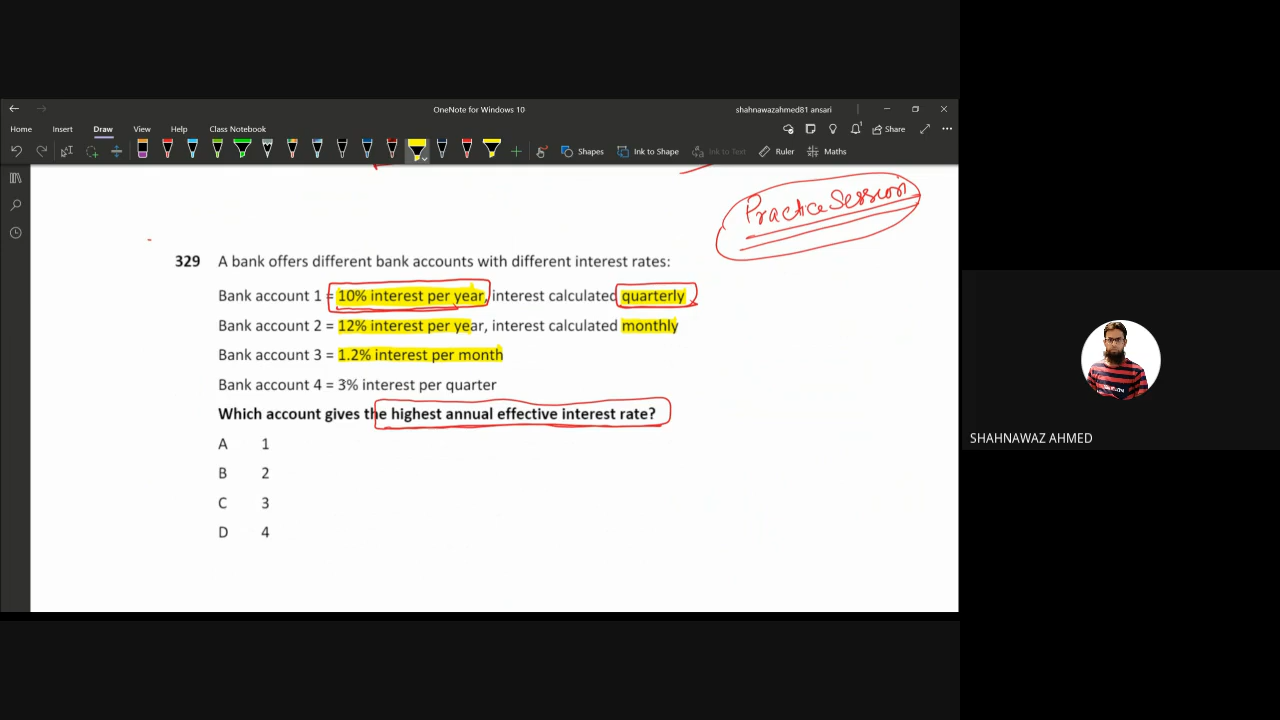 OneNote for Windows 10
shahnawazahmed81 ansari
Home Insert Draw View Help Class Notebook
Share
Shapes Ink to Shape Ink to Text Ruler Maths
Practice Session
329 A bank offers different bank accounts with different interest rates:
Bank account 1 = 10% interest per year, interest calculated quarterly
Bank account 2 = 12% interest per year, interest calculated monthly
Bank account 3 = 1.2% interest per month
Bank account 4 = 3% interest per quarter
Which account gives the highest annual effective interest rate?
A 1
B 2
C 3
D 4
SHAHNAWAZ AHMED